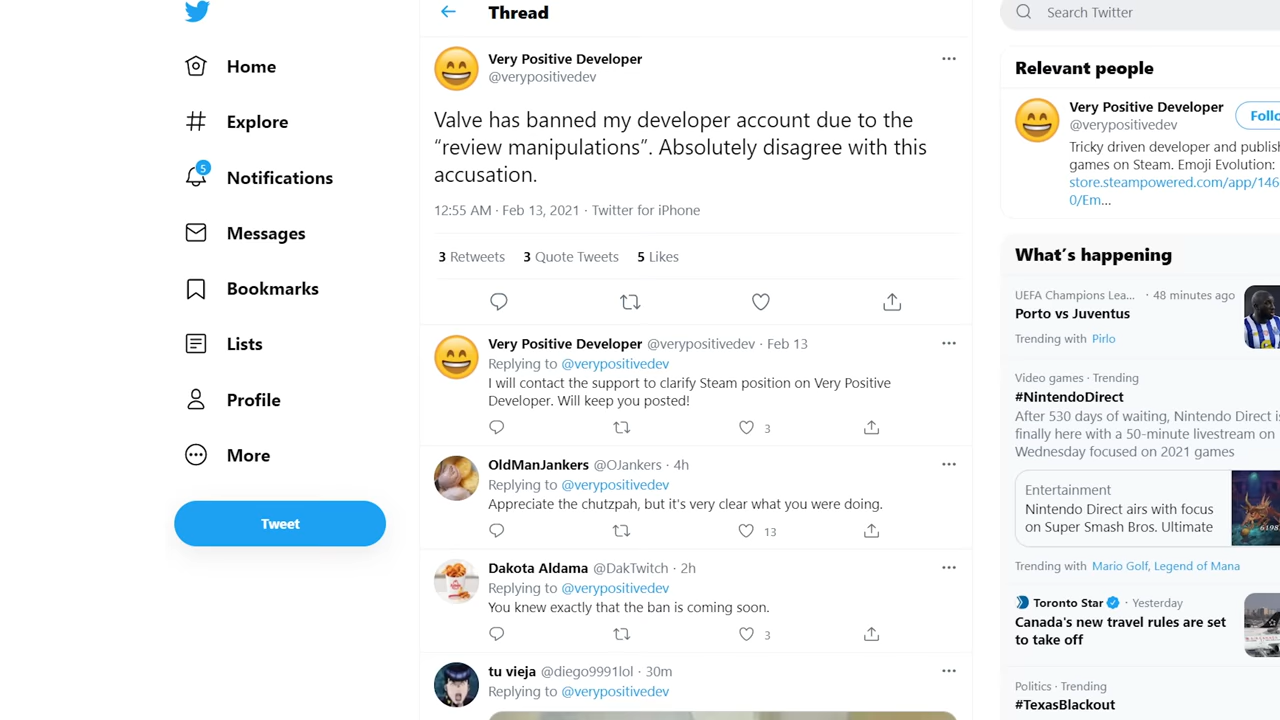 Home
Explore
5
Notifications
Messages
Bookmarks
Lists
Profile
More
Tweet
Thread
Very Positive Developer
@verypositivedev
Valve has banned my developer account due to the
“review manipulations”. Absolutely disagree with this
accusation.
12:55 AM · Feb 13, 2021 · Twitter for iPhone
3 Retweets 3 Quote Tweets 5 Likes
Very Positive Developer @verypositivedev · Feb 13
Replying to @verypositivedev
I will contact the support to clarify Steam position on Very Positive
Developer. Will keep you posted!
3
OldManJankers @OJankers · 4h
Replying to @verypositivedev
Appreciate the chutzpah, but it's very clear what you were doing.
13
Dakota Aldama @DakTwitch · 2h
Replying to @verypositivedev
You knew exactly that the ban is coming soon.
3
tu vieja @diego9991lol · 30m
Replying to @verypositivedev
Search Twitter
Relevant people
Very Positive Developer
Follo
@verypositivedev
Tricky driven developer and publish
games on Steam. Emoji Evolution:
store.steampowered.com/app/146
0/Em...
What's happening
UEFA Champions Lea... · 48 minutes ago
Porto vs Juventus
Trending with Pirlo
Video games · Trending
#NintendoDirect
After 530 days of waiting, Nintendo Direct is
finally here with a 50-minute livestream on
Wednesday focused on 2021 games
Entertainment
Nintendo Direct airs with focus
on Super Smash Bros. Ultimate
Trending with Mario Golf, Legend of Mana
Toronto Star · Yesterday
Canada's new travel rules are set
to take off
Politics · Trending
#TexasBlackout